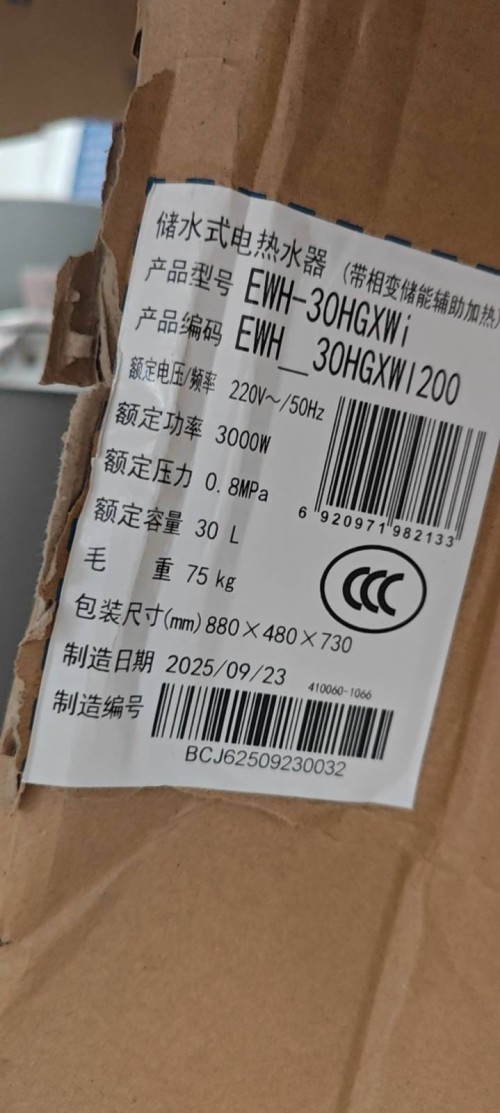 储水式电热水器 (带相变储能辅助加热)
产品型号 EWH-30HGXWi
产品编码 EWH__30HGXWI200
额定电压/频率 220V~/50Hz
额定功率 3000W
额定压力 0.8MPa
6 920971 982133
额定容量 30 L
CCC
毛 重 75 kg
包装尺寸(mm) 880×480×730
制造日期 2025/09/23
410060-1066
制造编号
BCJ62509230032